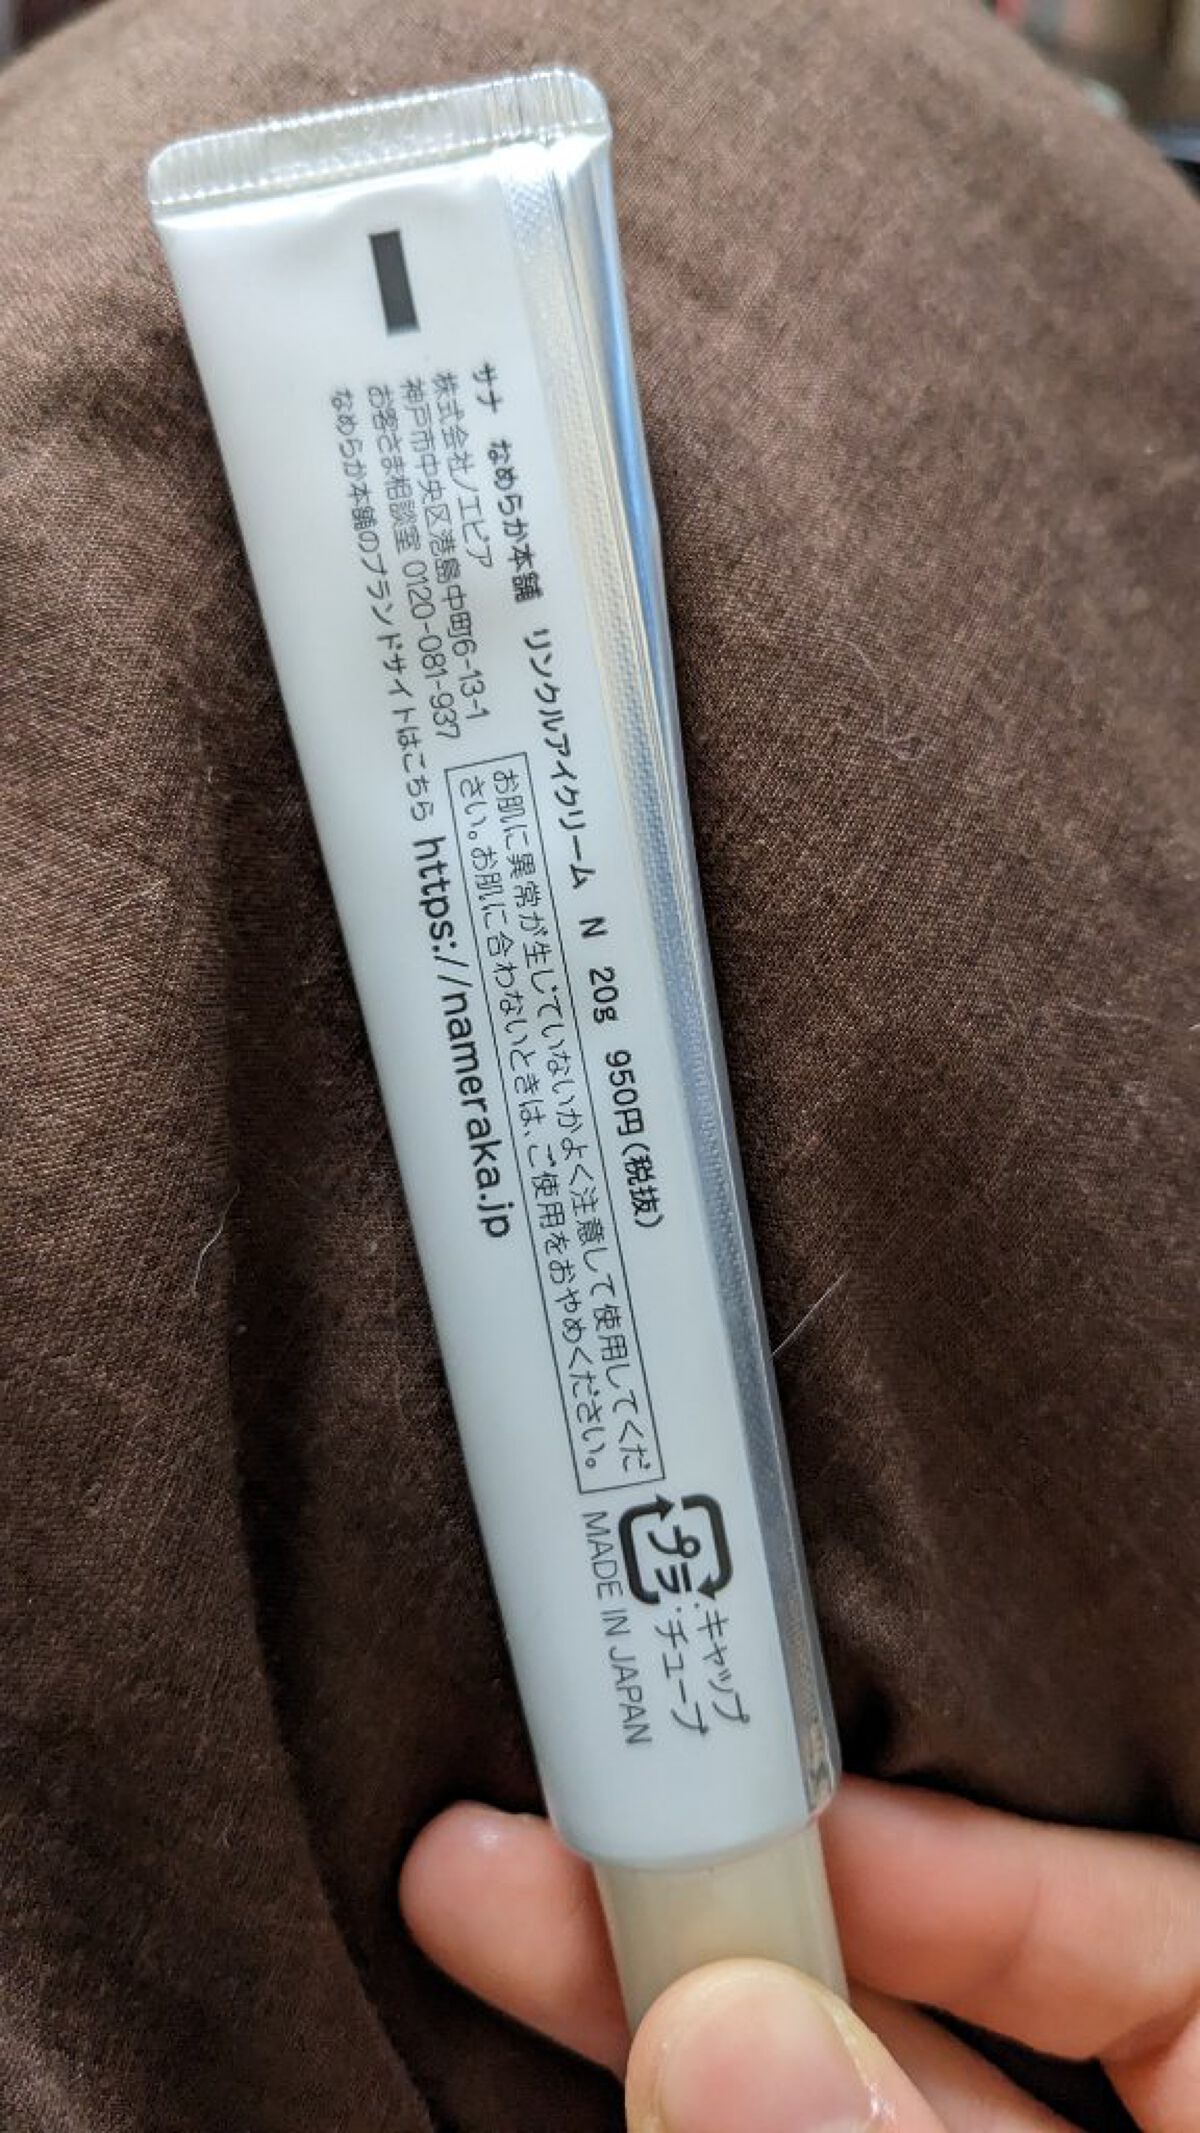 サナ なめらか本舗 リンクルアイクリーム N 20g 950円(税抜)
株式会社ノエビア
神戸市中央区港島中町6-13-1
お客さま相談室 0120-081-937
なめらか本舗のブランドサイトはこちら https://nameraka.jp
お肌に異常が生じていないかよく注意して使用してくだ
さい。お肌に合わないときは、ご使用をおやめください。
プラ
:キャップ
:チューブ
MADE IN JAPAN